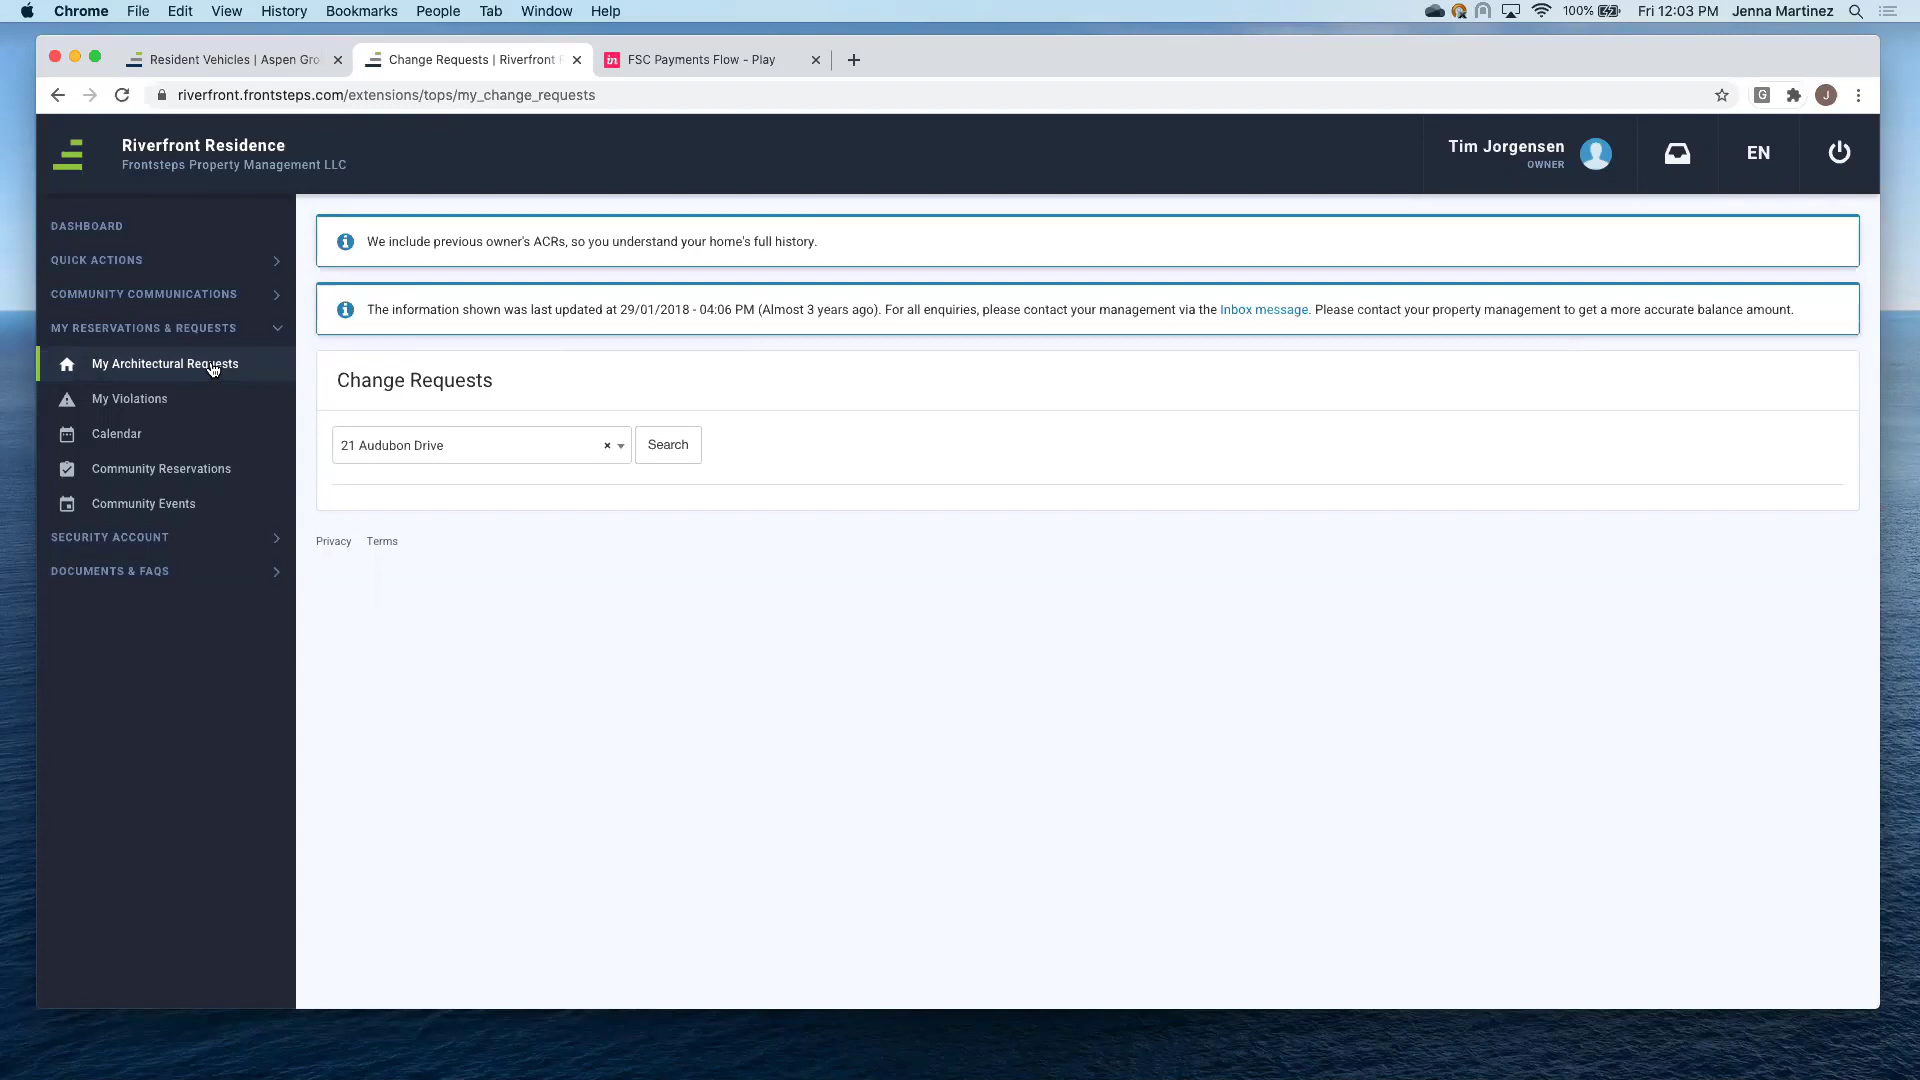 Chrome File Edit View History Bookmarks People Tab Window Help 100% Fri 12:03 PM Jenna Martinez
Resident Vehicles | Aspen Gro
Change Requests | Riverfront
FSC Payments Flow - Play
riverfront.frontsteps.com/extensions/tops/my_change_requests
G
J
Riverfront Residence
Frontsteps Property Management LLC
Tim Jorgensen
OWNER
EN
DASHBOARD
QUICK ACTIONS
COMMUNITY COMMUNICATIONS
MY RESERVATIONS & REQUESTS
My Architectural Requests
My Violations
Calendar
Community Reservations
Community Events
SECURITY ACCOUNT
DOCUMENTS & FAQS
We include previous owner's ACRs, so you understand your home's full history.
The information shown was last updated at 29/01/2018 - 04:06 PM (Almost 3 years ago). For all enquiries, please contact your management via the Inbox message. Please contact your property management to get a more accurate balance amount.
Change Requests
21 Audubon Drive
Search
Privacy Terms